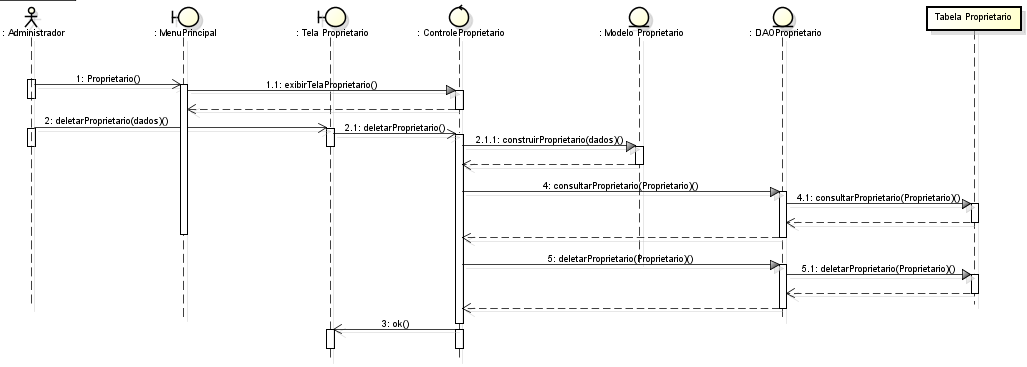 : Administrador
: MenuPrincipal
: Tela Proprietario
: ControleProprietario
: Modelo Proprietario
: DAOProprietario
Tabela Proprietario
1: Proprietario()
1.1: exibirTelaProprietario()
2: deletarProprietario(dados)()
2.1: deletarProprietario()
2.1.1: construirProprietario(dados)()
4: consultarProprietario(Proprietario)()
4.1: consultarProprietario(Proprietario)()
5: deletarProprietario(Proprietario)()
5.1: deletarProprietario(Proprietario)()
3: ok()